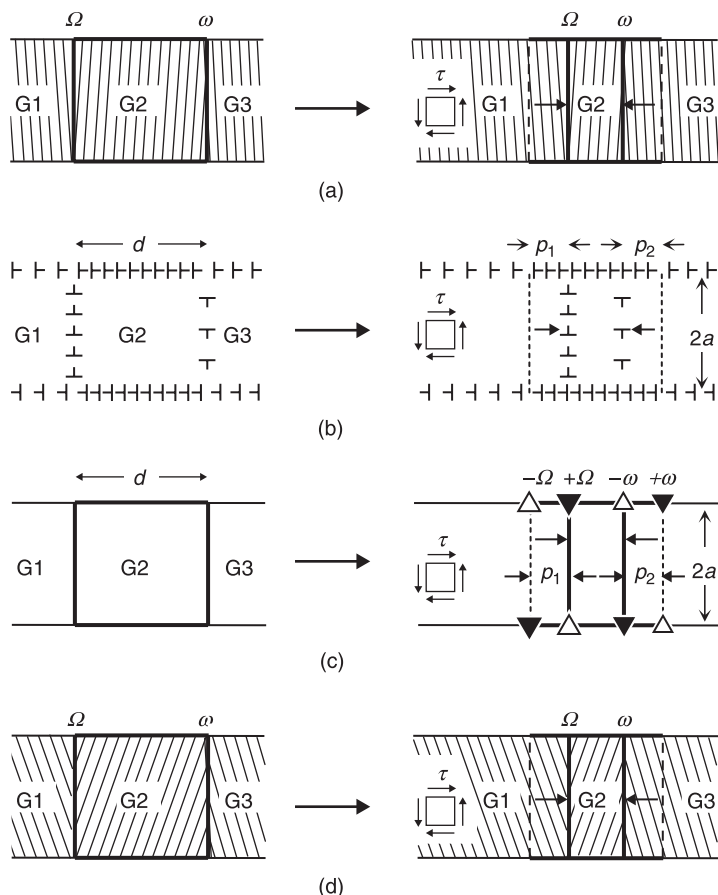 Ω ω Ω ω
τ
G1 G2 G3 G1 G2 G3
(a)
d p1 p2
τ
G1 G2 G3 2a
(b)
d −Ω +Ω −ω +ω
τ
G1 G2 G3 p1 p2 2a
(c)
Ω ω Ω ω
τ
G1 G2 G3 G1 G2 G3
(d)